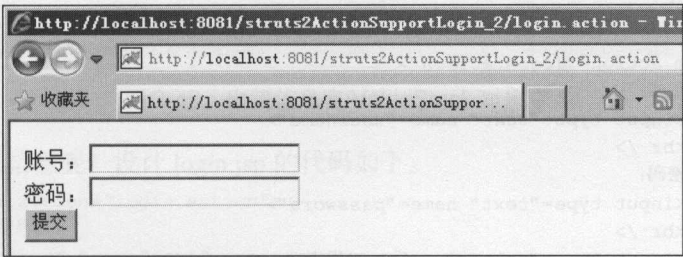 http://localhost:8081/struts2ActionSupportLogin_2/login.action - Win
http://localhost:8081/struts2ActionSupportLogin_2/login.action
收藏夹
http://localhost:8081/struts2ActionSuppor...
账号：
密码：
提交